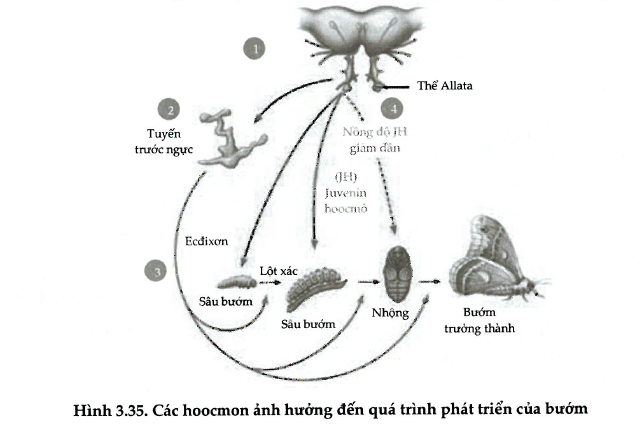 1
Thể Allata
2
4
Tuyến
trước ngực
Nồng độ JH
giảm dần
(JH)
Juvenin
hoocmô
Ecđixơn
3
Lột xác
Sâu bướm
Sâu bướm
Nhộng
Bướm
trưởng thành
Hình 3.35. Các hoocmon ảnh hưởng đến quá trình phát triển của bướm